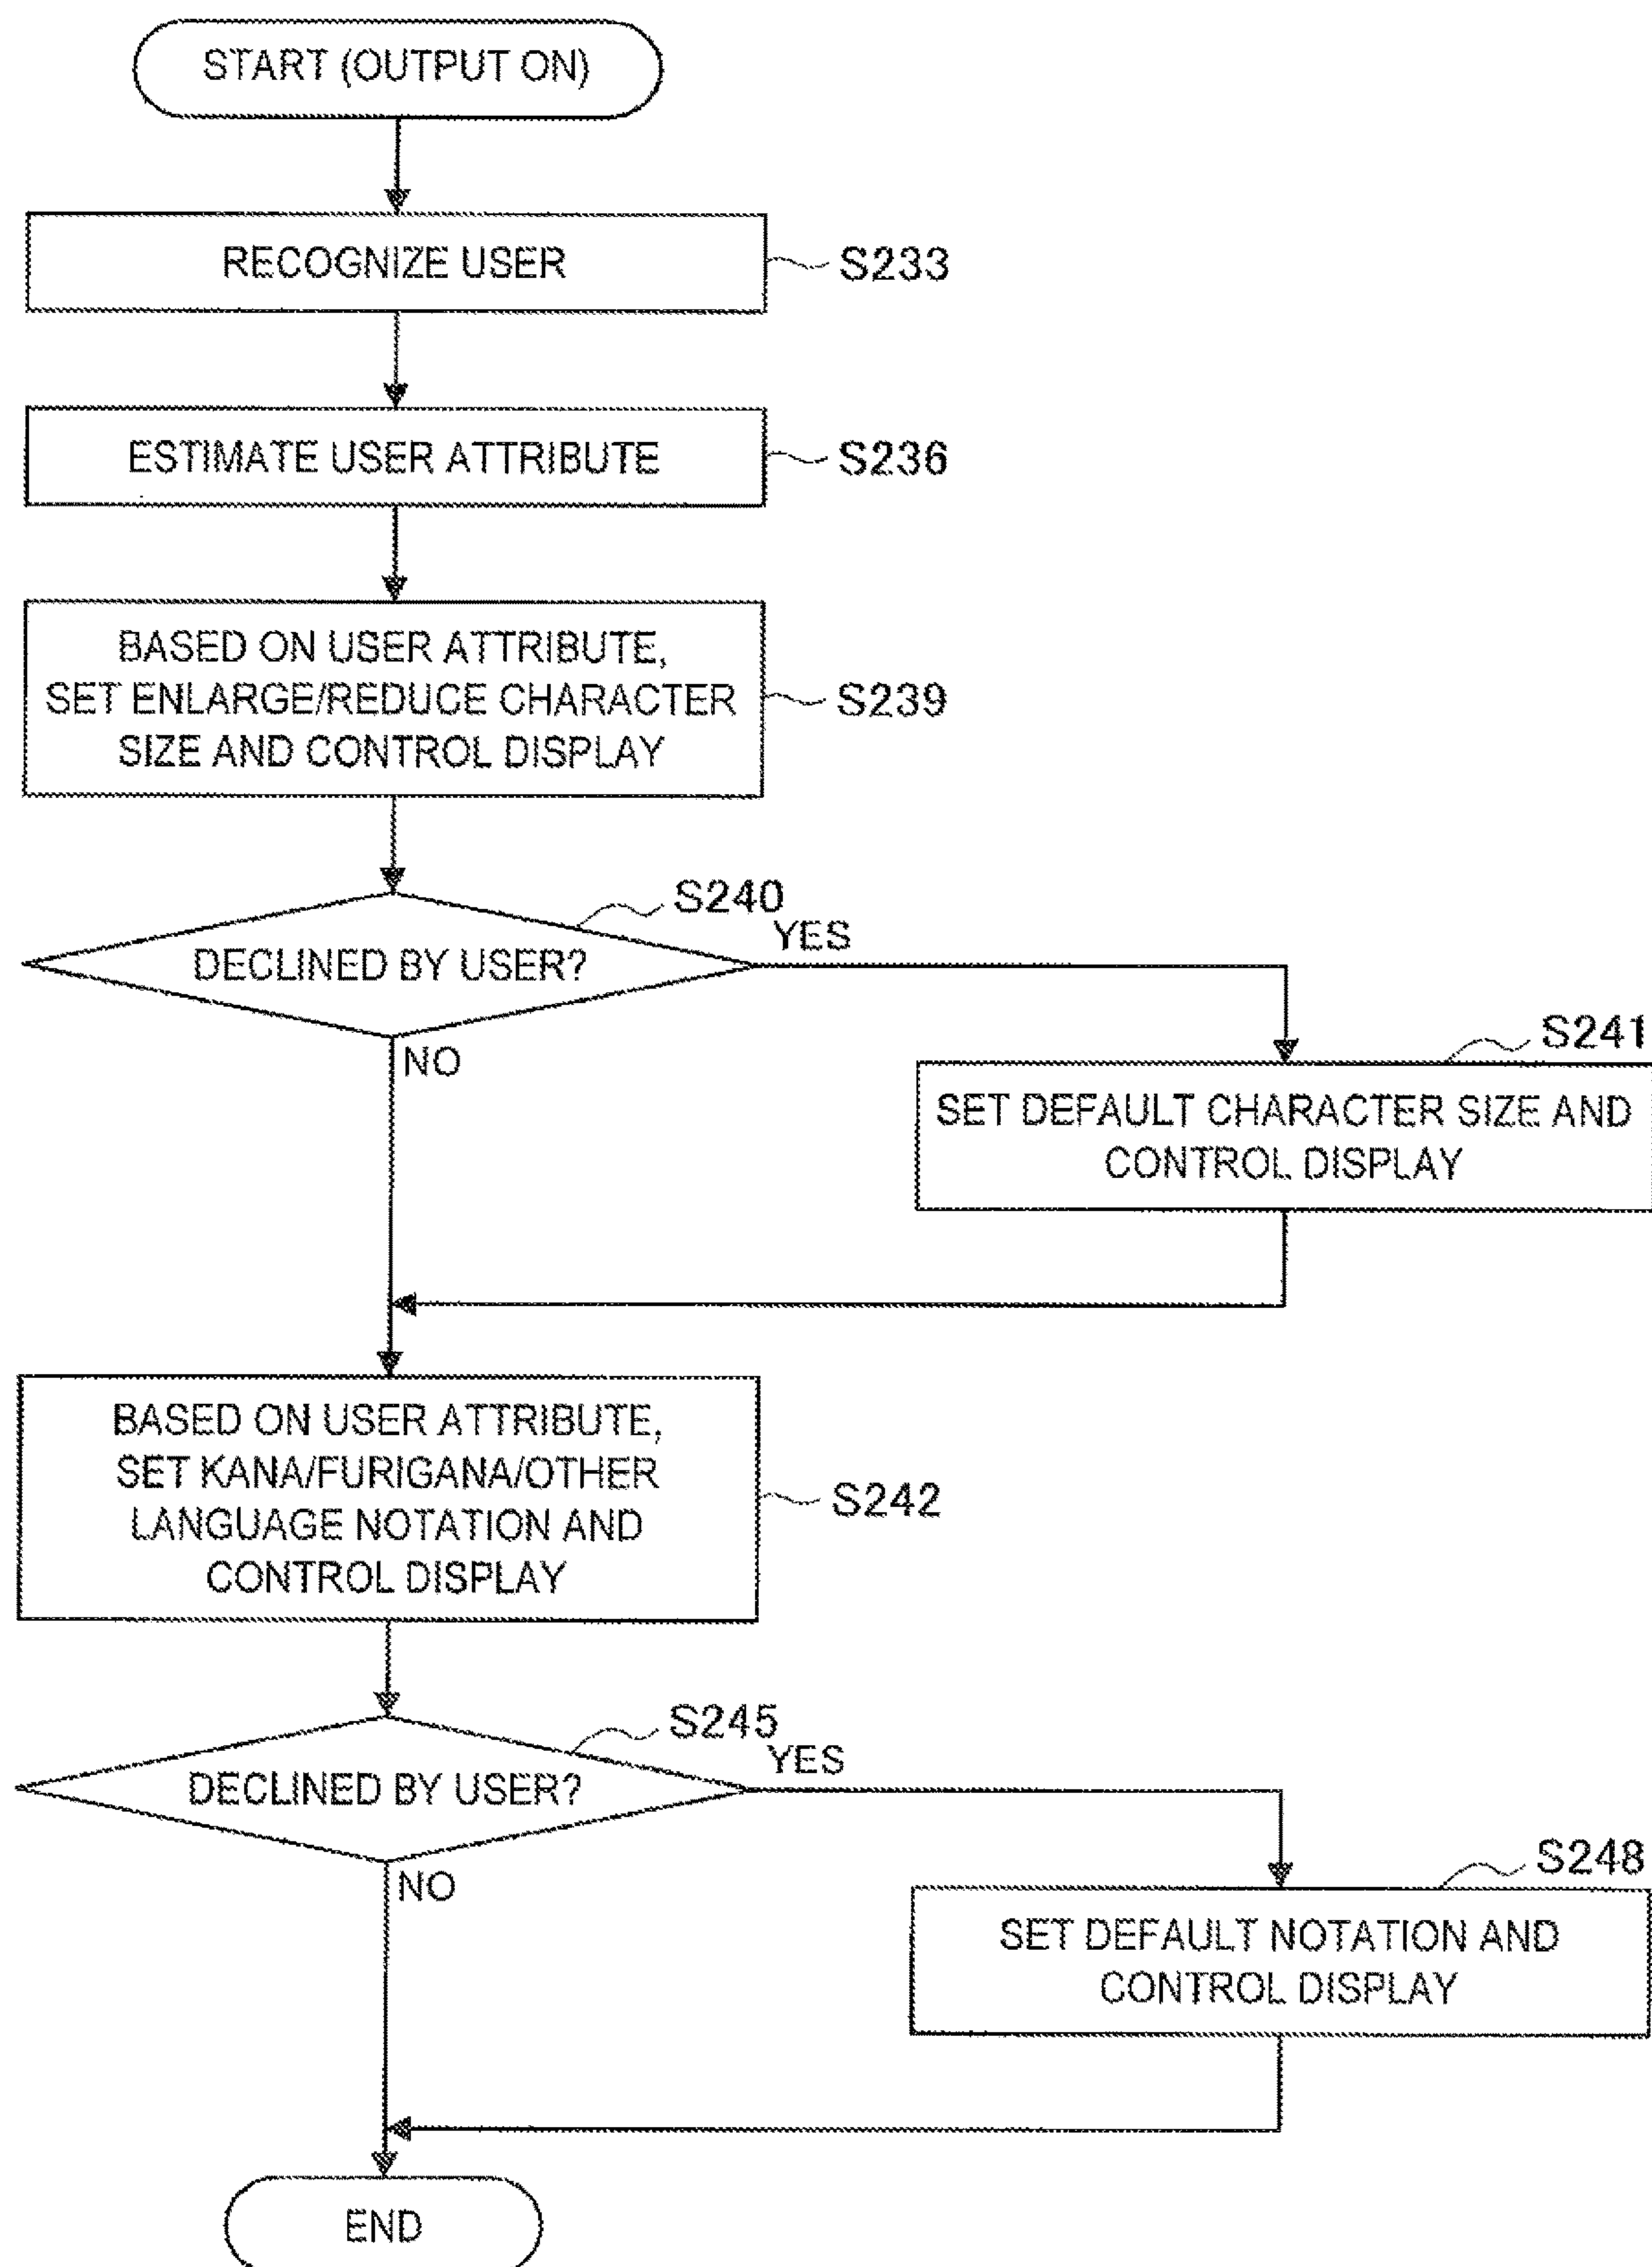 START (OUTPUT ON)
RECOGNIZE USER
S233
ESTIMATE USER ATTRIBUTE
S236
BASED ON USER ATTRIBUTE,
SET ENLARGE/REDUCE CHARACTER
SIZE AND CONTROL DISPLAY
S239
S240
DECLINED BY USER?
YES
NO
S241
SET DEFAULT CHARACTER SIZE AND
CONTROL DISPLAY
BASED ON USER ATTRIBUTE,
SET KANA/FURIGANA/OTHER
LANGUAGE NOTATION AND
CONTROL DISPLAY
S242
S245
DECLINED BY USER?
YES
NO
S248
SET DEFAULT NOTATION AND
CONTROL DISPLAY
END